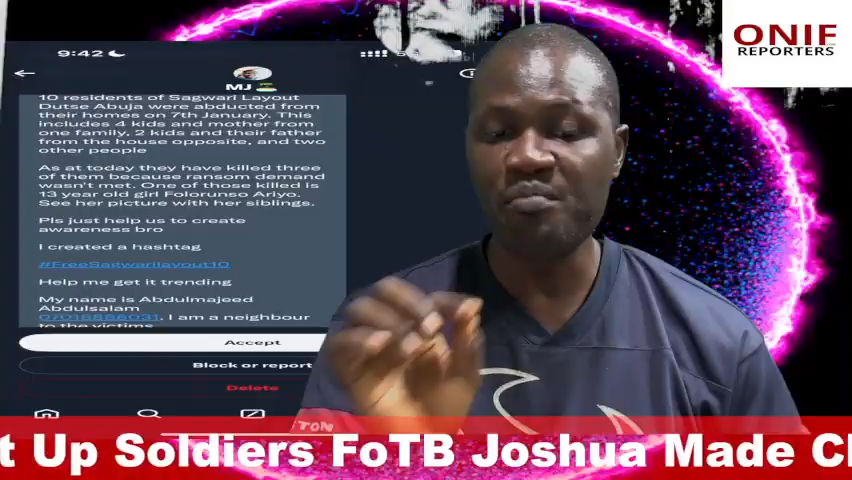 9:42
MJ
10 residents of Sagwari Layout
Dutse Abuja were abducted from
their homes on 7th January. This
includes 4 kids and mother from
one family, 2 kids and their father
from the house opposite, and two
other people
As at today they have killed three
of them because ransom demand
wasn't met. One of those killed is
13 year old girl Folorunso Ariyo.
See her picture with her siblings.
Pls just help us to create
awareness bro
I created a hashtag
#FreeSagwarilayout10
Help me get it trending
My name is Abdulmajeed
Abdulsalam
I am a neighbour
to the victims
Accept
Block or report
Delete
ONIF
REPORTERS
TON
t Up Soldiers FoTB Joshua Made Cl